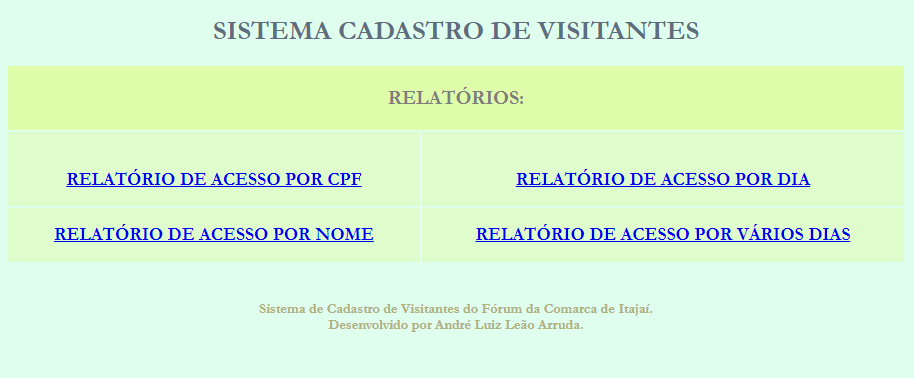 SISTEMA CADASTRO DE VISITANTES
RELATÓRIOS:
RELATÓRIO DE ACESSO POR CPF
RELATÓRIO DE ACESSO POR DIA
RELATÓRIO DE ACESSO POR NOME
RELATÓRIO DE ACESSO POR VÁRIOS DIAS
Sistema de Cadastro de Visitantes do Fórum da Comarca de Itajaí.
Desenvolvido por André Luiz Leão Arruda.